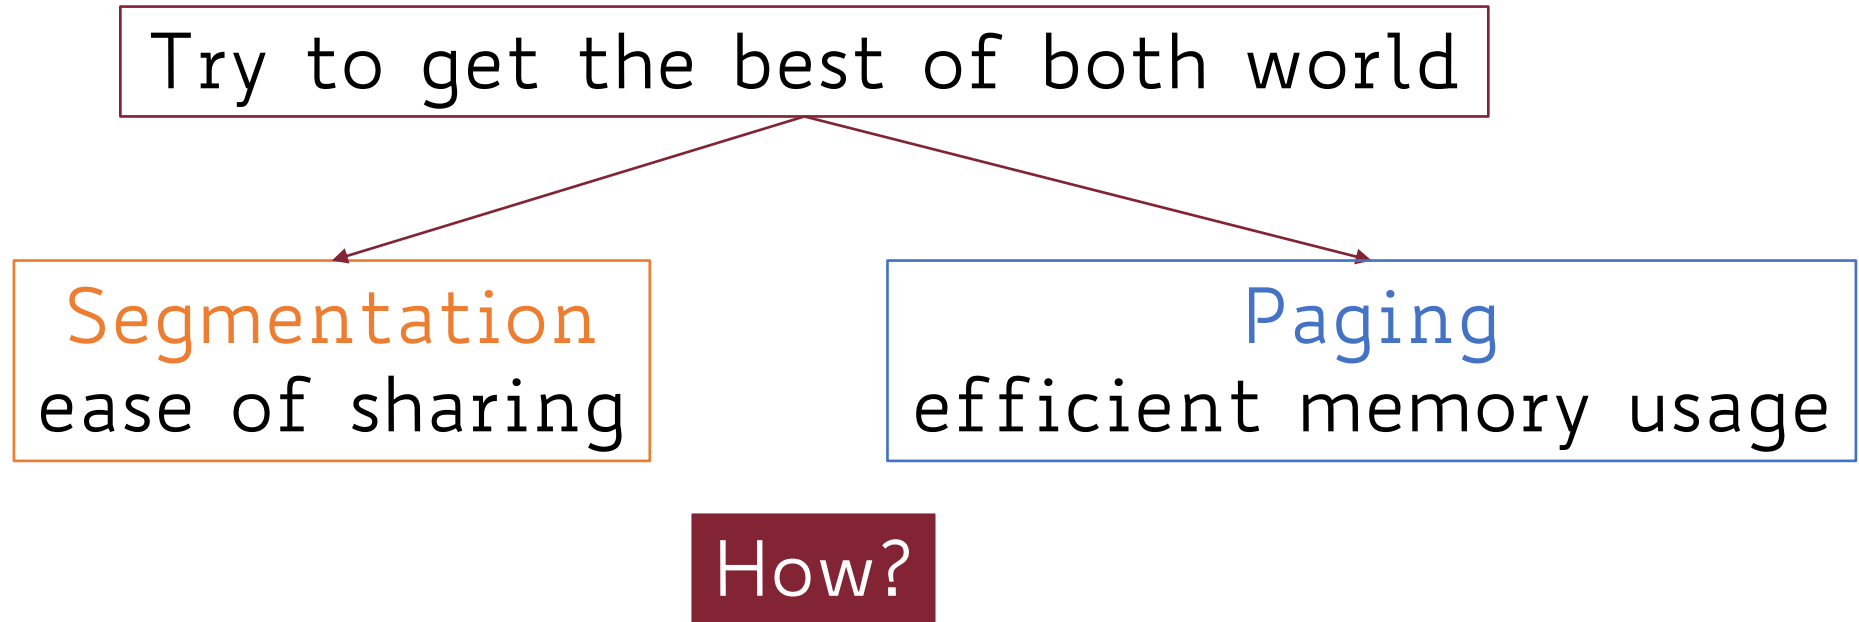 Try to get the best of both world
Segmentation
ease of sharing
Paging
efficient memory usage
How?